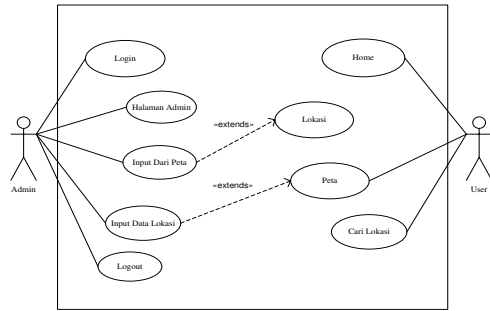 Login
Home
Halaman Admin
«extends»
Lokasi
Input Dari Peta
Admin
User
«extends»
Peta
Input Data Lokasi
Cari Lokasi
Logout